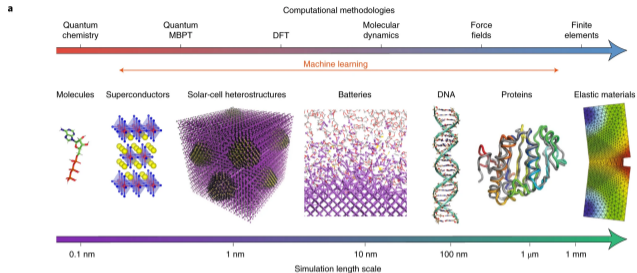 a
Computational methodologies
Quantum chemistry
Quantum MBPT
DFT
Molecular dynamics
Force fields
Finite elements
Machine learning
Molecules
Superconductors
Solar-cell heterostructures
Batteries
DNA
Proteins
Elastic materials
0.1 nm
1 nm
10 nm
100 nm
1 μm
1 mm
Simulation length scale